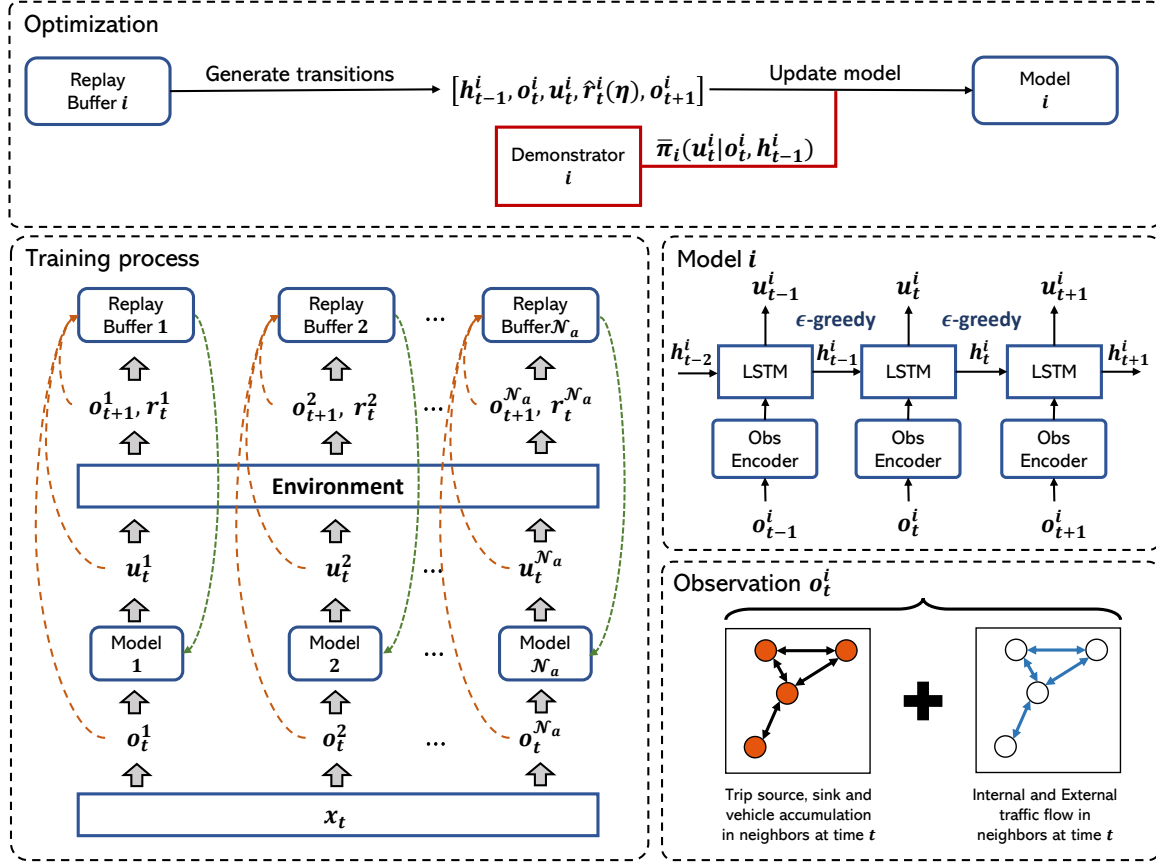 Optimization
Replay
Buffer i
Generate transitions
[h^i_{t-1}, o^i_t, u^i_t, r̂^i_t(η), o^i_{t+1}]
Update model
Model
i
Demonstrator
i
π̄_i(u^i_t|o^i_t, h^i_{t-1})
Training process
Replay
Buffer 1
Replay
Buffer 2
...
Replay
Buffer𝒩_a
o^1_{t+1}, r^1_t
o^2_{t+1}, r^2_t
...
o^{𝒩_a}_{t+1}, r^{𝒩_a}_t
Environment
u^1_t
u^2_t
...
u^{𝒩_a}_t
Model
1
Model
2
...
Model
𝒩_a
o^1_t
o^2_t
...
o^{𝒩_a}_t
x_t
Model i
u^i_{t-1}
u^i_t
u^i_{t+1}
ϵ-greedy
ϵ-greedy
h^i_{t-2}
LSTM
h^i_{t-1}
LSTM
h^i_t
LSTM
h^i_{t+1}
Obs
Encoder
Obs
Encoder
Obs
Encoder
o^i_{t-1}
o^i_t
o^i_{t+1}
Observation o^i_t
Trip source, sink and
vehicle accumulation
in neighbors at time t
Internal and External
traffic flow in
neighbors at time t